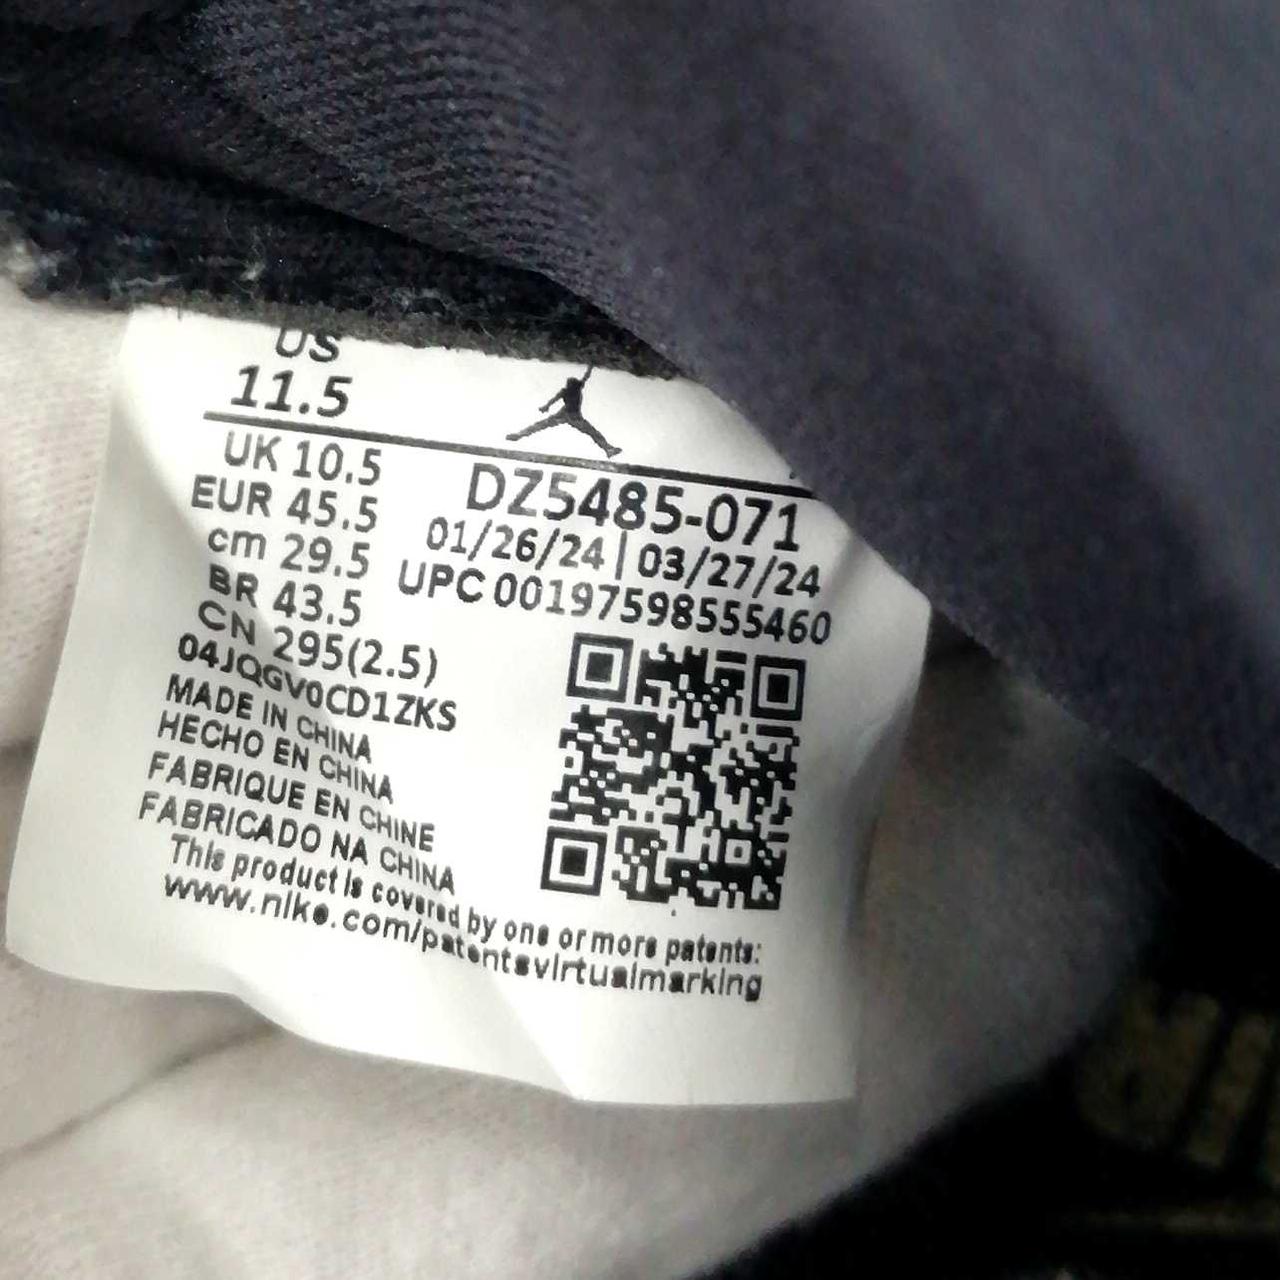 US
11.5
UK 10.5
EUR 45.5
cm 29.5
BR 43.5
CN 295(2.5)
04JQGV0CD1ZKS
DZ5485-071
01/26/24 | 03/27/24
UPC 00197598555460
MADE IN CHINA
HECHO EN CHINA
FABRIQUE EN CHINE
FABRICADO NA CHINA
This product is covered by one or more patents:
www.nike.com/patentsvirtualmarking